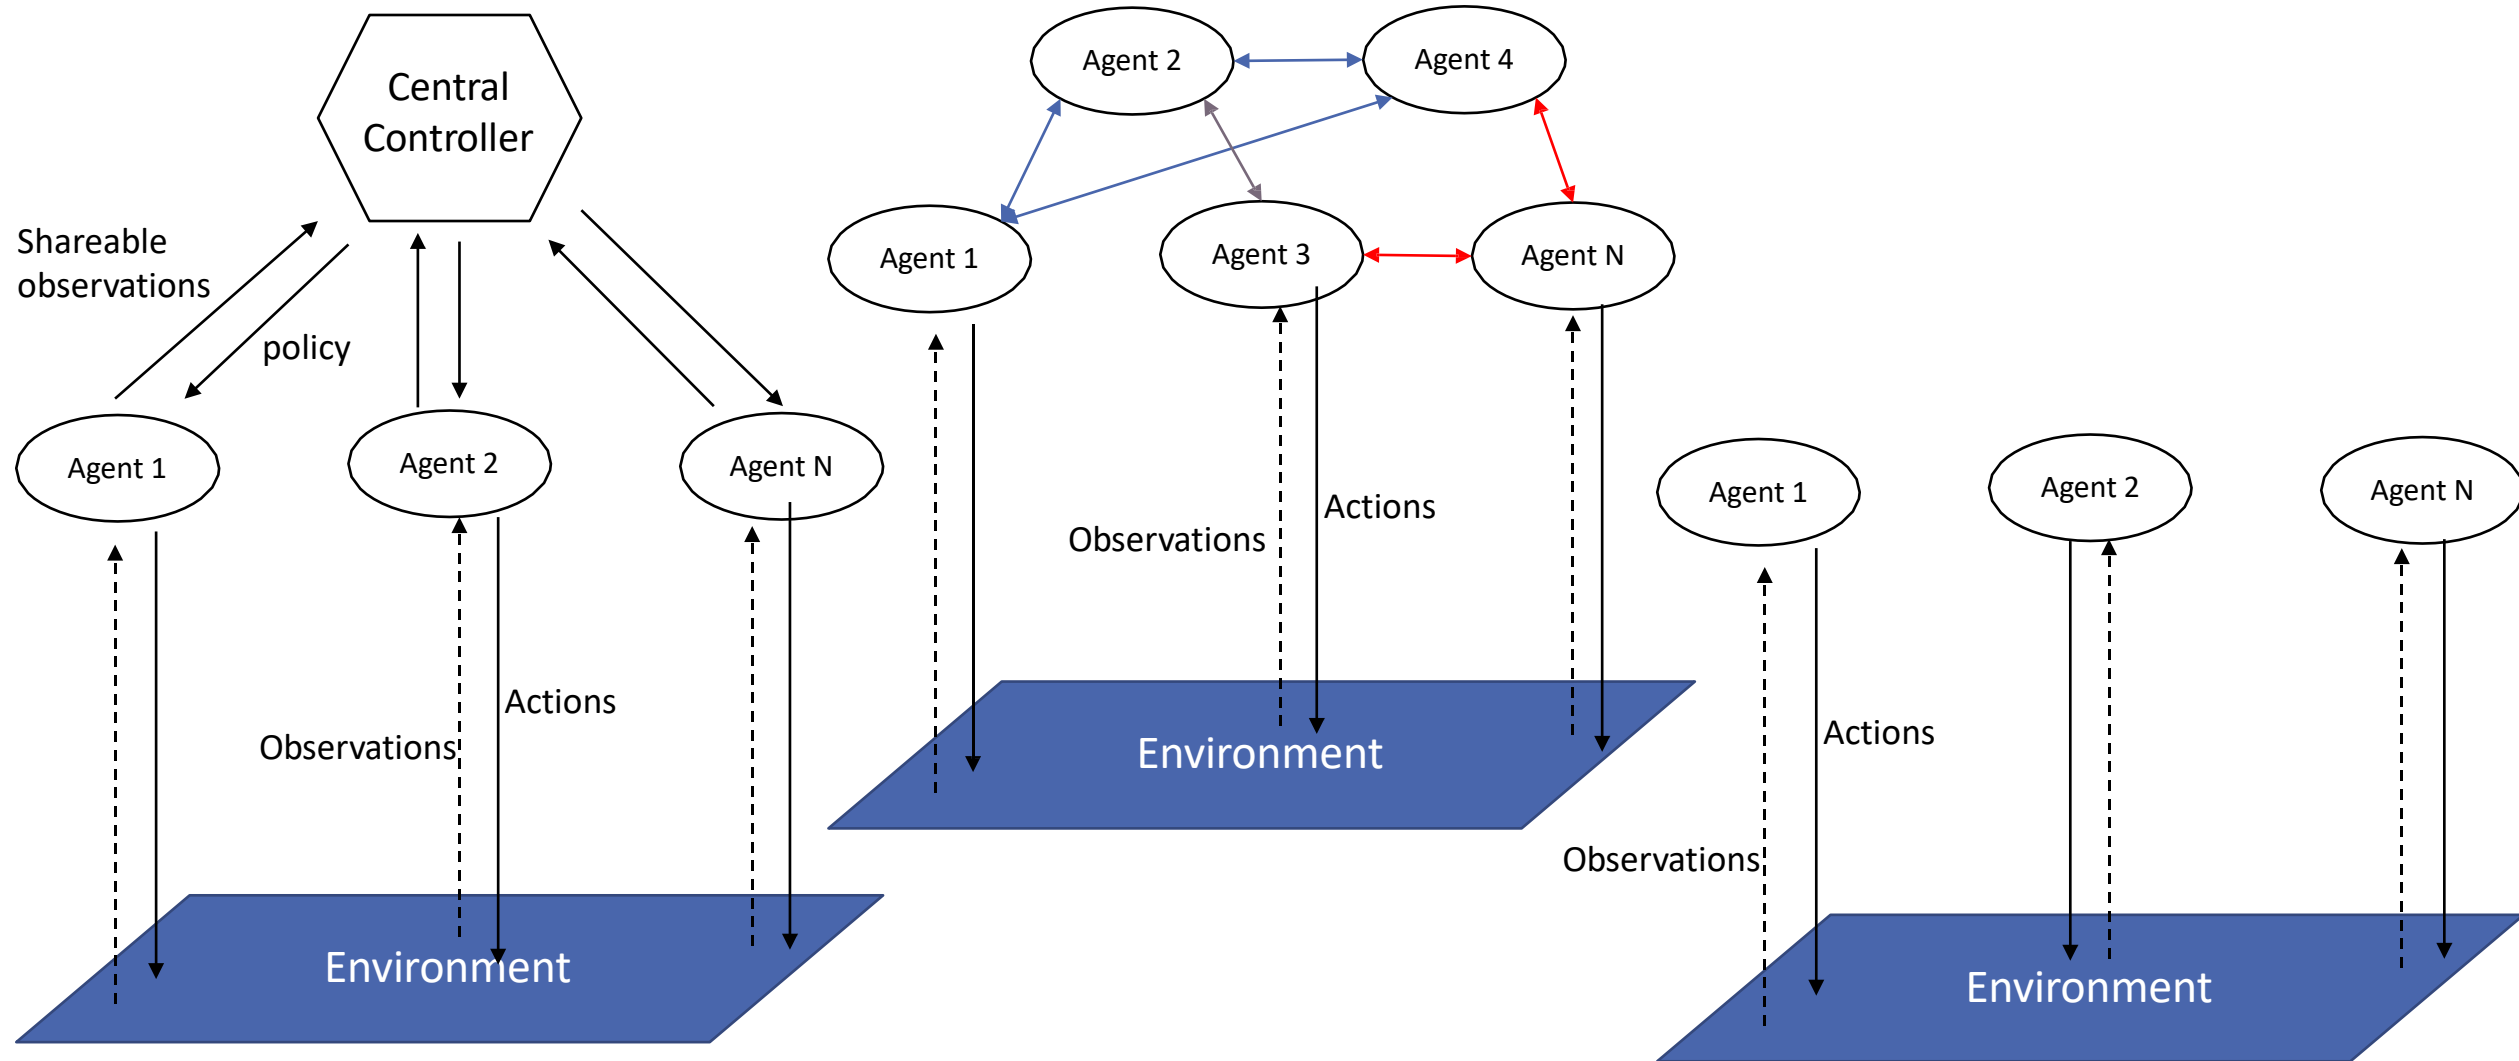 Central
Controller
Shareable
observations
policy
Agent 1
Agent 2
Agent N
Actions
Observations
Environment
Agent 2
Agent 4
Agent 1
Agent 3
Agent N
Actions
Observations
Environment
Agent 1
Agent 2
Agent N
Actions
Observations
Environment